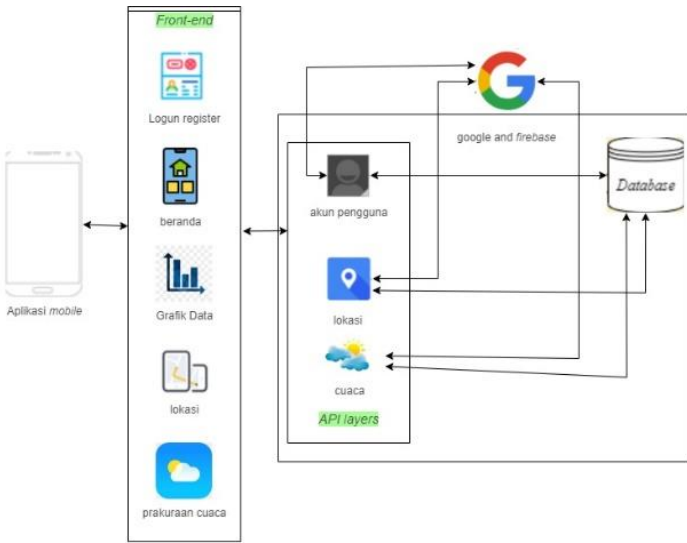 Front-end
Logun register
beranda
Grafik Data
lokasi
prakuraan cuaca
Aplikasi mobile
google and firebase
akun pengguna
lokasi
cuaca
API layers
Database